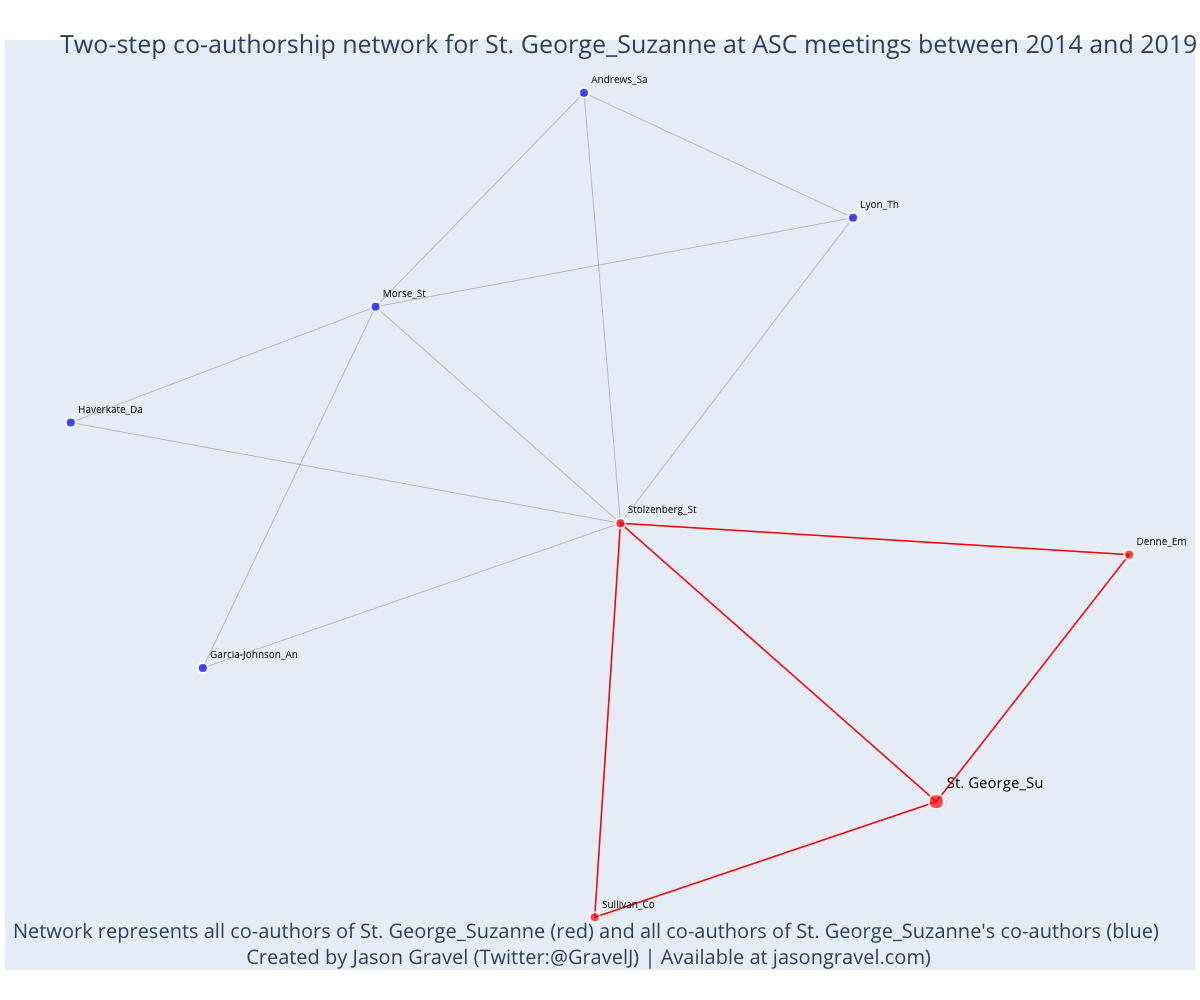 Two-step co-authorship network for St. George_Suzanne at ASC meetings between 2014 and 2019
Andrews_Sa
Lyon_Th
Morse_St
Haverkate_Da
Stolzenberg_St
Denne_Em
Garcia-Johnson_An
St. George_Su
Sullivan_Co
Network represents all co-authors of St. George_Suzanne (red) and all co-authors of St. George_Suzanne's co-authors (blue)
Created by Jason Gravel (Twitter:@GravelJ) | Available at jasongravel.com)